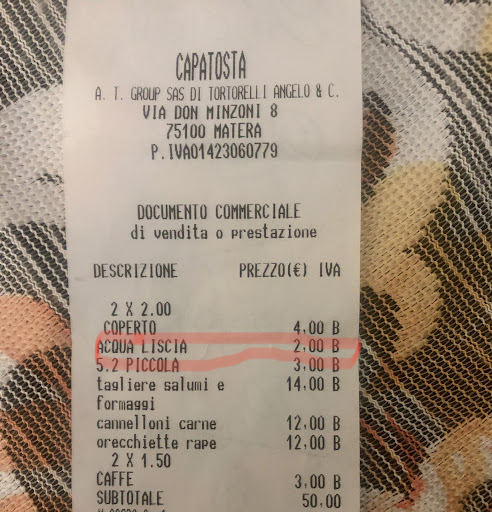 CAPATOSTA
A. T. GROUP SAS DI TORTORELLI ANGELO & C.
VIA DON MINZONI 8
75100 MATERA
P.IVA01423060779
DOCUMENTO COMMERCIALE
di vendita o prestazione
DESCRIZIONE PREZZO(€) IVA
2 X 2.00
COPERTO 4,00 B
ACQUA LISCIA 2,00 B
5.2 PICCOLA 3,00 B
tagliere salumi e 14,00 B
formaggi
cannelloni carne 12,00 B
orecchiette rape 12,00 B
2 X 1.50
CAFFE 3,00 B
SUBTOTALE 50,00